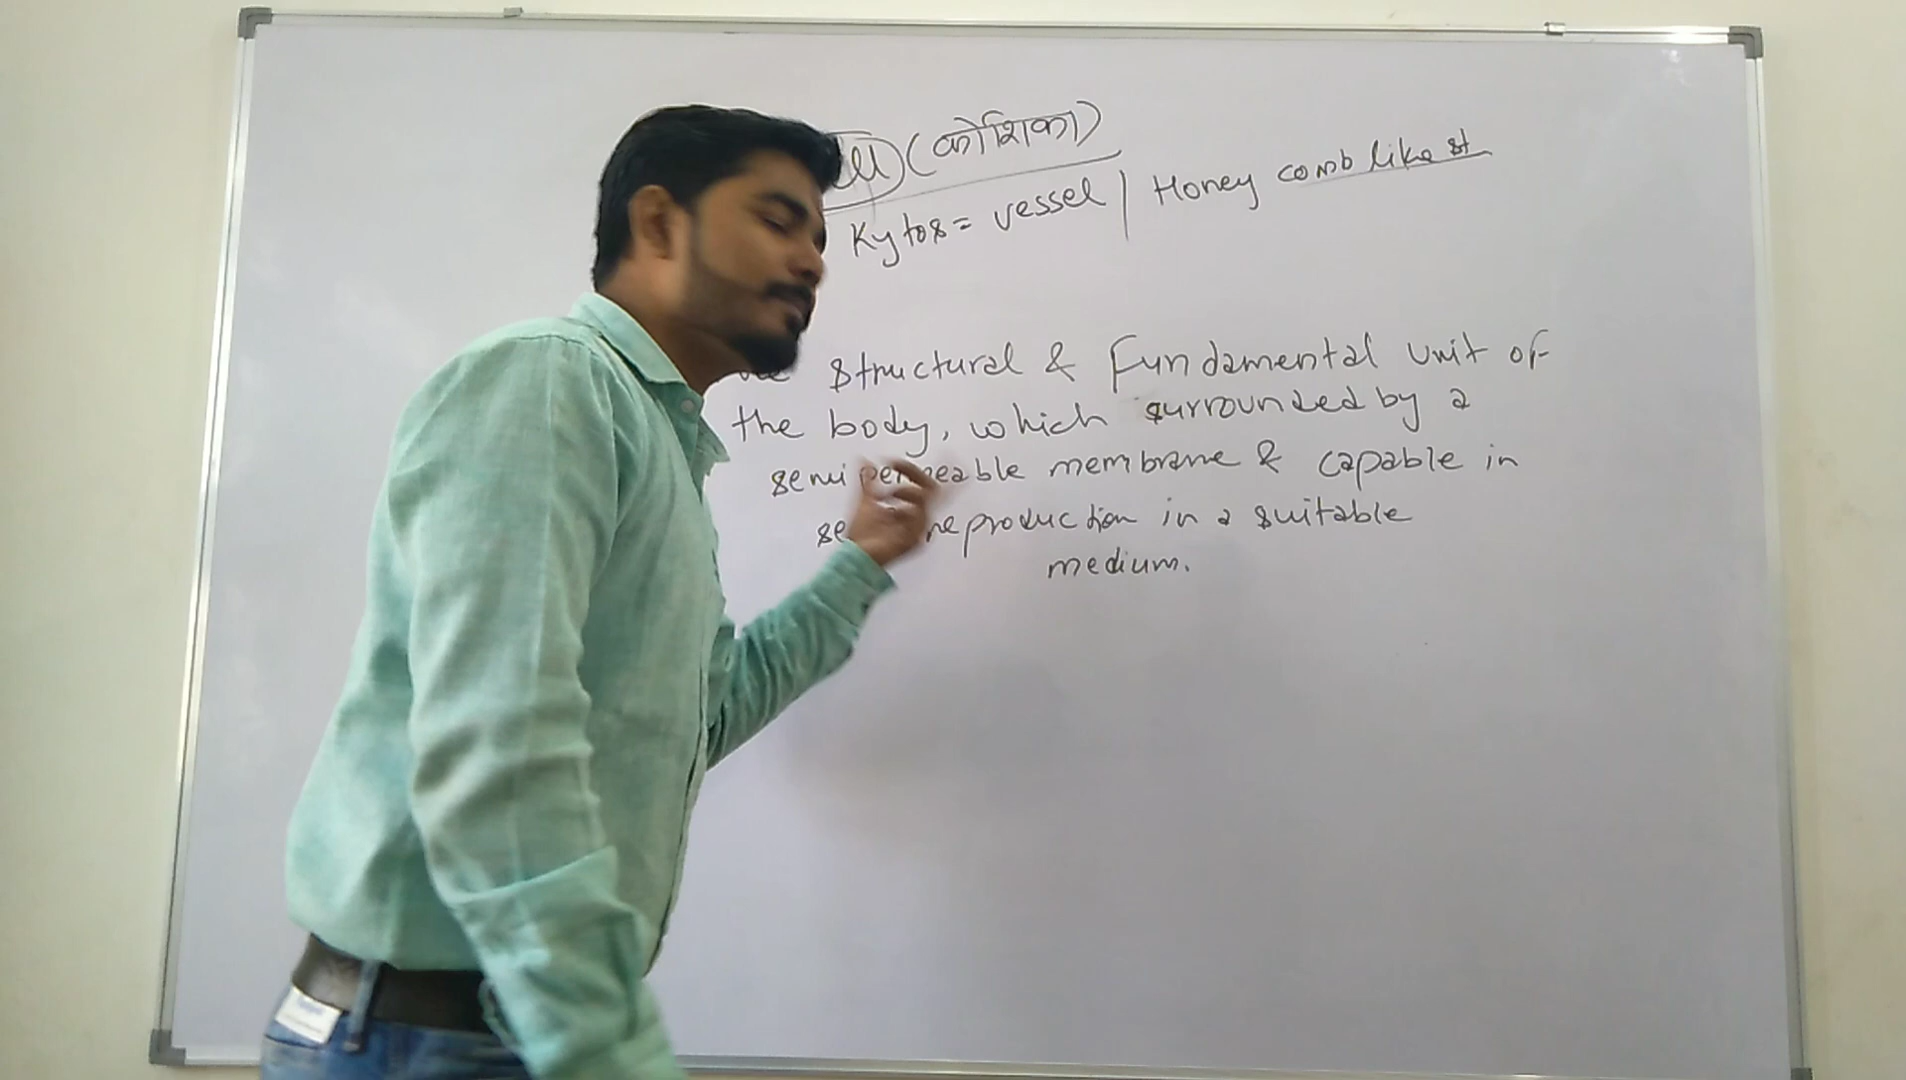 (कोशिका)
Kytos = vessel | Honey comb like st
structural & Fundamental unit of
the body, which surrounded by a
semipermeable membrane & capable in
reproduction in a suitable
medium.